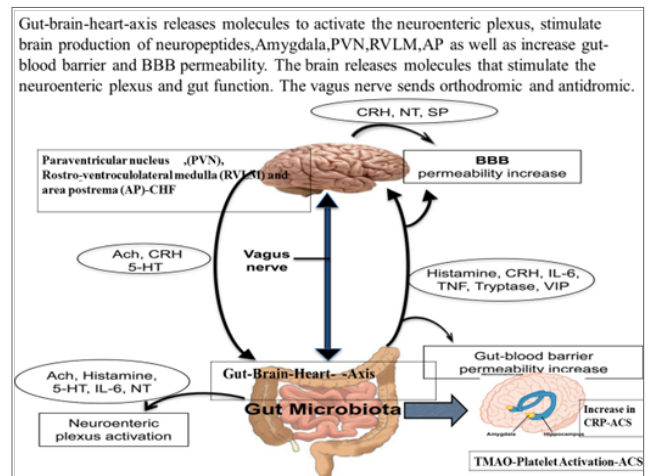 Gut-brain-heart-axis releases molecules to activate the neuroenteric plexus, stimulate
brain production of neuropeptides,Amygdala,PVN,RVLM,AP as well as increase gut-
blood barrier and BBB permeability. The brain releases molecules that stimulate the
neuroenteric plexus and gut function. The vagus nerve sends orthodromic and antidromic.
CRH, NT, SP
Paraventricular nucleus ,(PVN),
Rostro-ventroculolateral medulla (RVLM) and
area postrema (AP)-CHF
BBB
permeability increase
Ach, CRH
5-HT
Vagus
nerve
Histamine, CRH, IL-6,
TNF, Tryptase, VIP
Gut-blood barrier
permeability increase
Gut-Brain-Heart- -Axis
Ach, Histamine,
5-HT, IL-6, NT
Gut Microbiota
Neuroenteric
plexus activation
Increase in
CRP-ACS
Amygdala
Hippocampus
TMAO-Platelet Activation-ACS